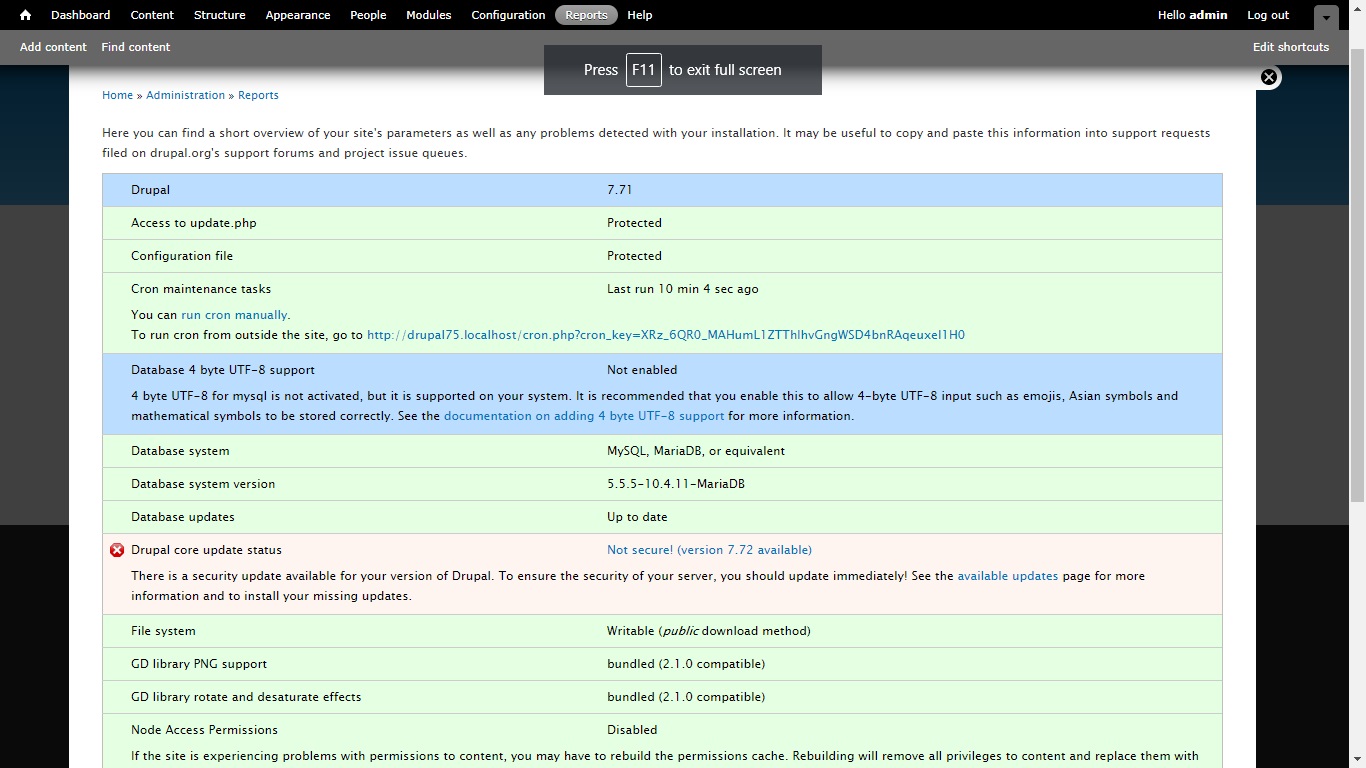 Dashboard Content Structure Appearance People Modules Configuration Reports Help Hello admin Log out
Add content Find content Edit shortcuts
Press F11 to exit full screen
Home » Administration » Reports
Here you can find a short overview of your site's parameters as well as any problems detected with your installation. It may be useful to copy and paste this information into support requests
filed on drupal.org's support forums and project issue queues.
Drupal 7.71
Access to update.php Protected
Configuration file Protected
Cron maintenance tasks Last run 10 min 4 sec ago
You can run cron manually.
To run cron from outside the site, go to http://drupal75.localhost/cron.php?cron_key=XRz_6QR0_MAHumL1ZTThlhvGngWSD4bnRAqeuxeI1H0
Database 4 byte UTF-8 support Not enabled
4 byte UTF-8 for mysql is not activated, but it is supported on your system. It is recommended that you enable this to allow 4-byte UTF-8 input such as emojis, Asian symbols and
mathematical symbols to be stored correctly. See the documentation on adding 4 byte UTF-8 support for more information.
Database system MySQL, MariaDB, or equivalent
Database system version 5.5.5-10.4.11-MariaDB
Database updates Up to date
Drupal core update status Not secure! (version 7.72 available)
There is a security update available for your version of Drupal. To ensure the security of your server, you should update immediately! See the available updates page for more
information and to install your missing updates.
File system Writable (public download method)
GD library PNG support bundled (2.1.0 compatible)
GD library rotate and desaturate effects bundled (2.1.0 compatible)
Node Access Permissions Disabled
If the site is experiencing problems with permissions to content, you may have to rebuild the permissions cache. Rebuilding will remove all privileges to content and replace them with